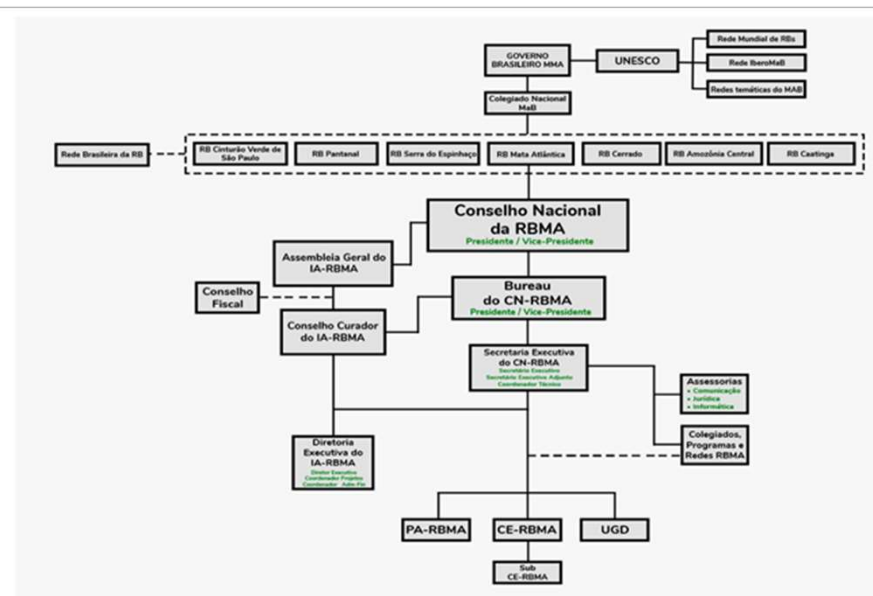 Rede Mundial de RBs
GOVERNO
BRASILEIRO MMA
UNESCO
Rede IberoMaB
Redes temáticas do MAB
Colegiado Nacional
MaB
Rede Brasileira da RB
RB Cinturão Verde de
São Paulo
RB Pantanal
RB Serra do Espinhaço
RB Mata Atlântica
RB Cerrado
RB Amazônia Central
RB Caatinga
Conselho Nacional
da RBMA
Presidente / Vice-Presidente
Assembleia Geral do
IA-RBMA
Conselho
Fiscal
Bureau
do CN-RBMA
Presidente / Vice-Presidente
Conselho Curador
do IA-RBMA
Secretaria Executiva
do CN-RBMA
Secretário Executivo
Secretário Executivo Adjunto
Coordenador Técnico
Assessorias
• Comunicação
• Jurídica
• Informática
Colegiados,
Programas e
Redes RBMA
Diretoria
Executiva do
IA-RBMA
Diretor Executivo
Coordenador Projetos
Coordenador Adm Fin
PA-RBMA
CE-RBMA
UGD
Sub
CE-RBMA